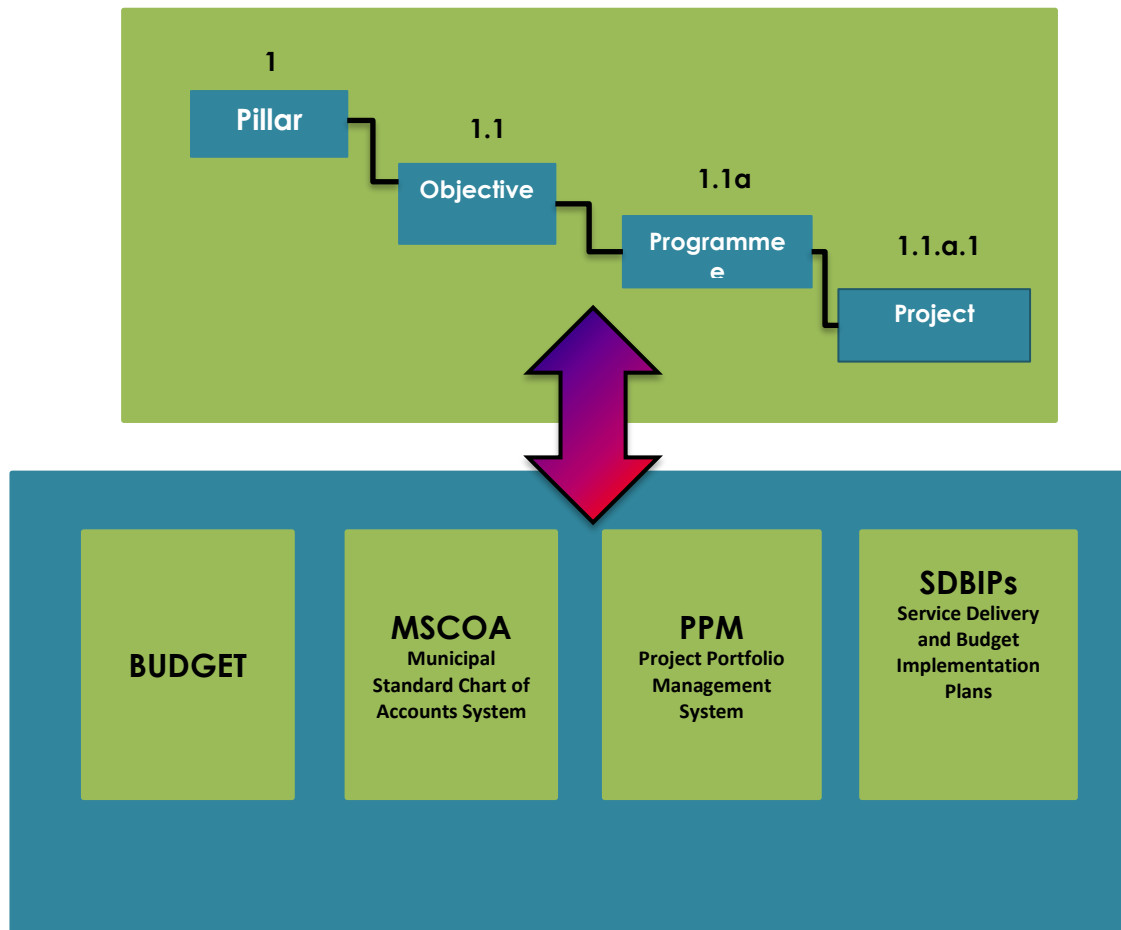 1
Pillar
1.1
Objective
1.1a
Programme
e
1.1.a.1
Project
BUDGET
MSCOA
Municipal
Standard Chart of
Accounts System
PPM
Project Portfolio
Management
System
SDBIPs
Service Delivery
and Budget
Implementation
Plans